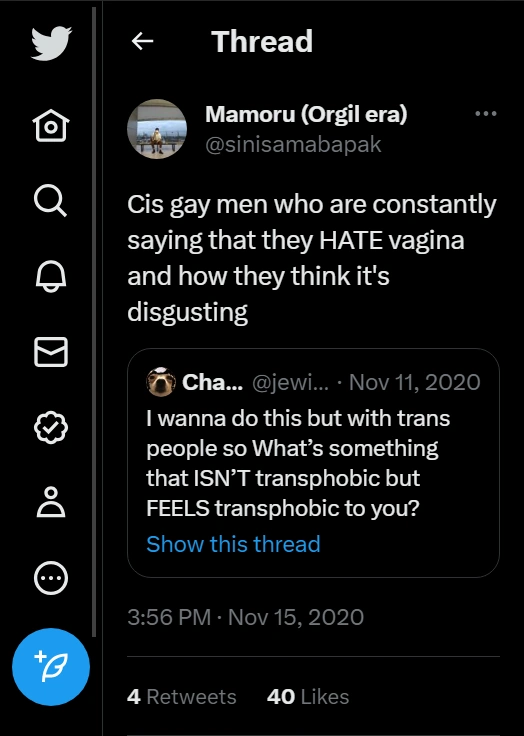 Thread
Mamoru (Orgil era)
@sinisamabapak
Cis gay men who are constantly
saying that they HATE vagina
and how they think it's
disgusting
Cha... @jewi... · Nov 11, 2020
I wanna do this but with trans
people so What’s something
that ISN’T transphobic but
FEELS transphobic to you?
Show this thread
3:56 PM · Nov 15, 2020
4 Retweets 40 Likes